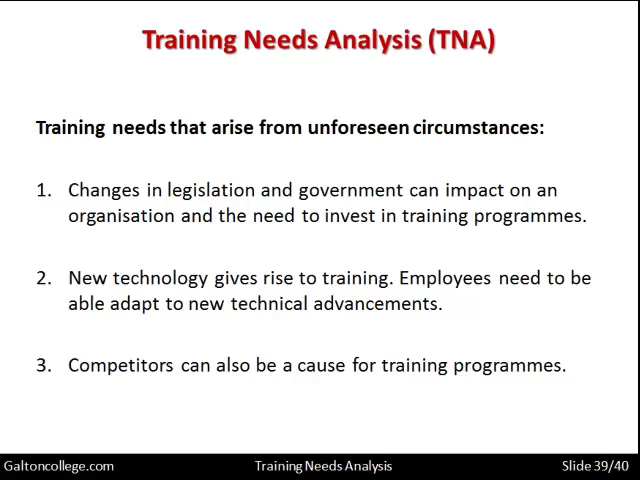 Training Needs Analysis (TNA)
Training needs that arise from unforeseen circumstances:
1. Changes in legislation and government can impact on an
organisation and the need to invest in training programmes.
2. New technology gives rise to training. Employees need to be
able adapt to new technical advancements.
3. Competitors can also be a cause for training programmes.
Galtoncollege.com Training Needs Analysis Slide 39/40